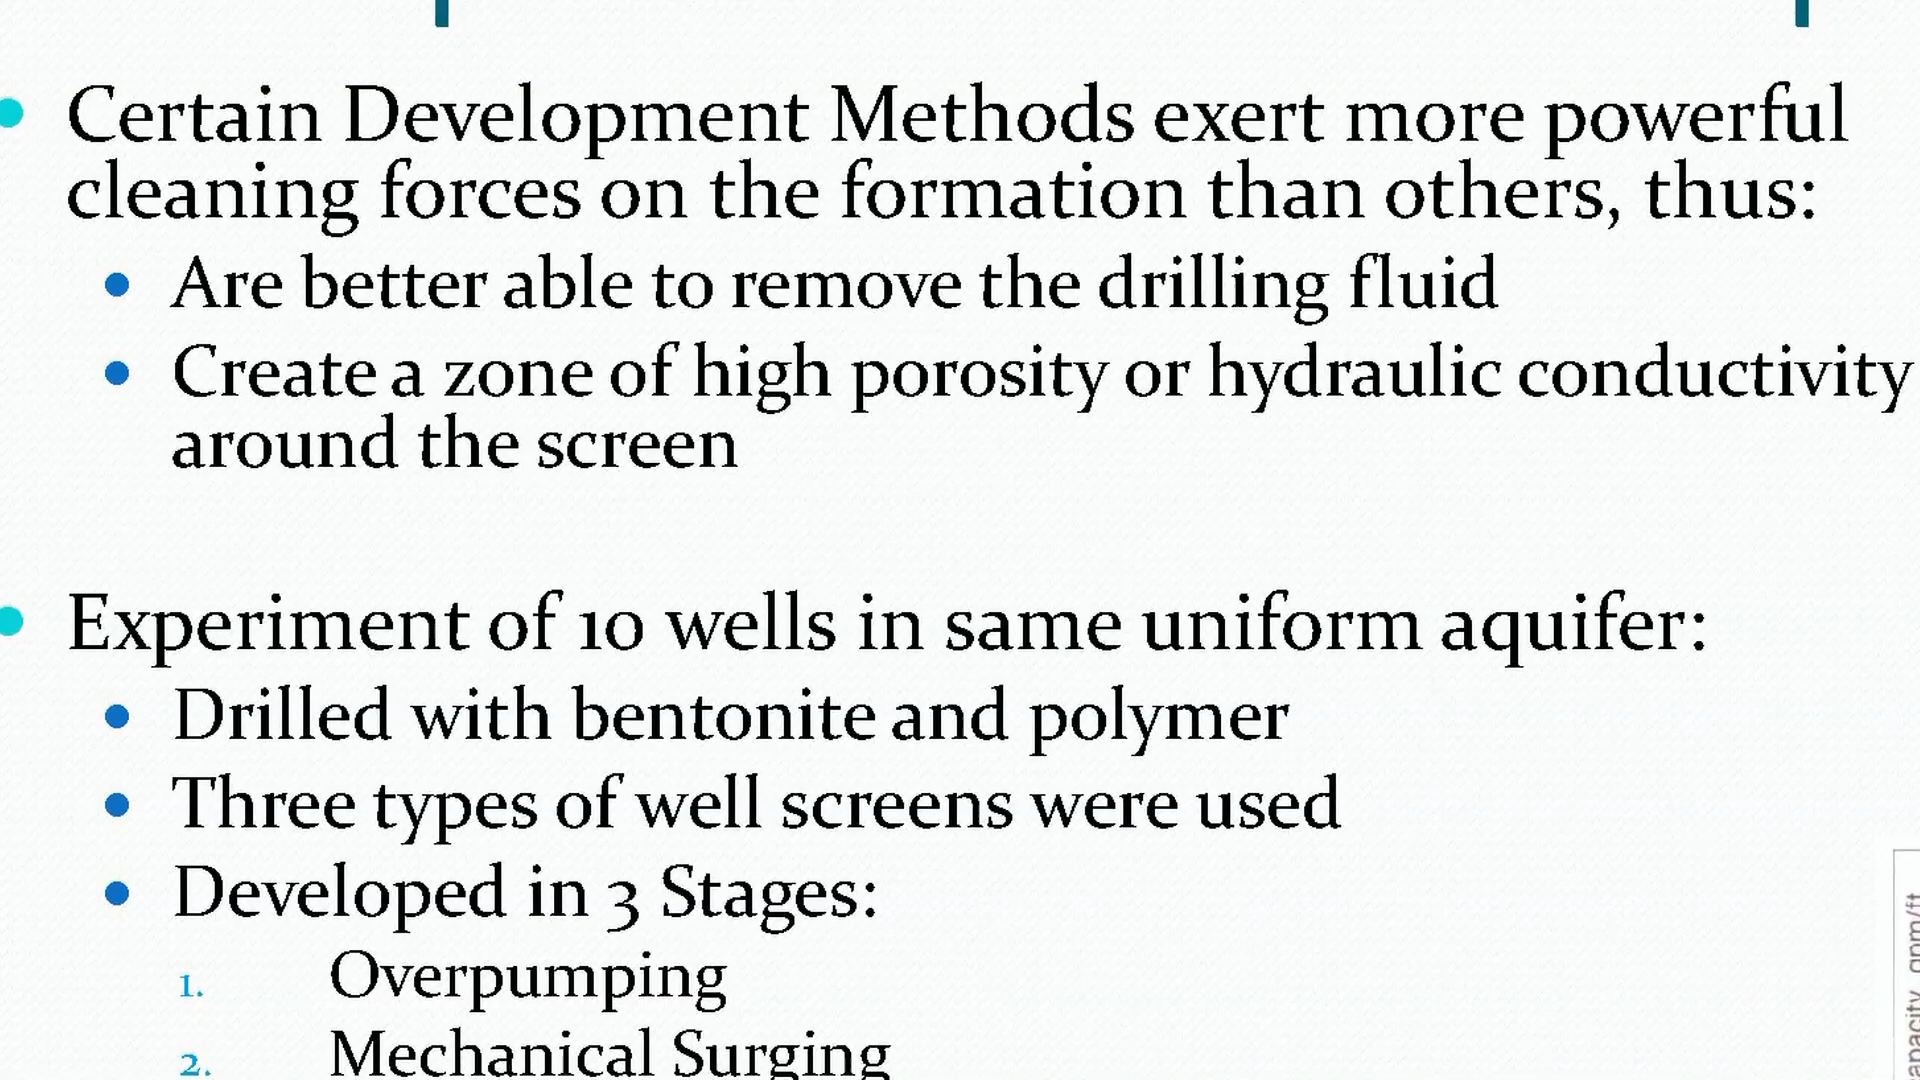 Certain Development Methods exert more powerful
cleaning forces on the formation than others, thus:
Are better able to remove the drilling fluid
Create a zone of high porosity or hydraulic conductivity
around the screen
Experiment of 10 wells in same uniform aquifer:
Drilled with bentonite and polymer
Three types of well screens were used
Developed in 3 Stages:
1. Overpumping
2. Mechanical Surging